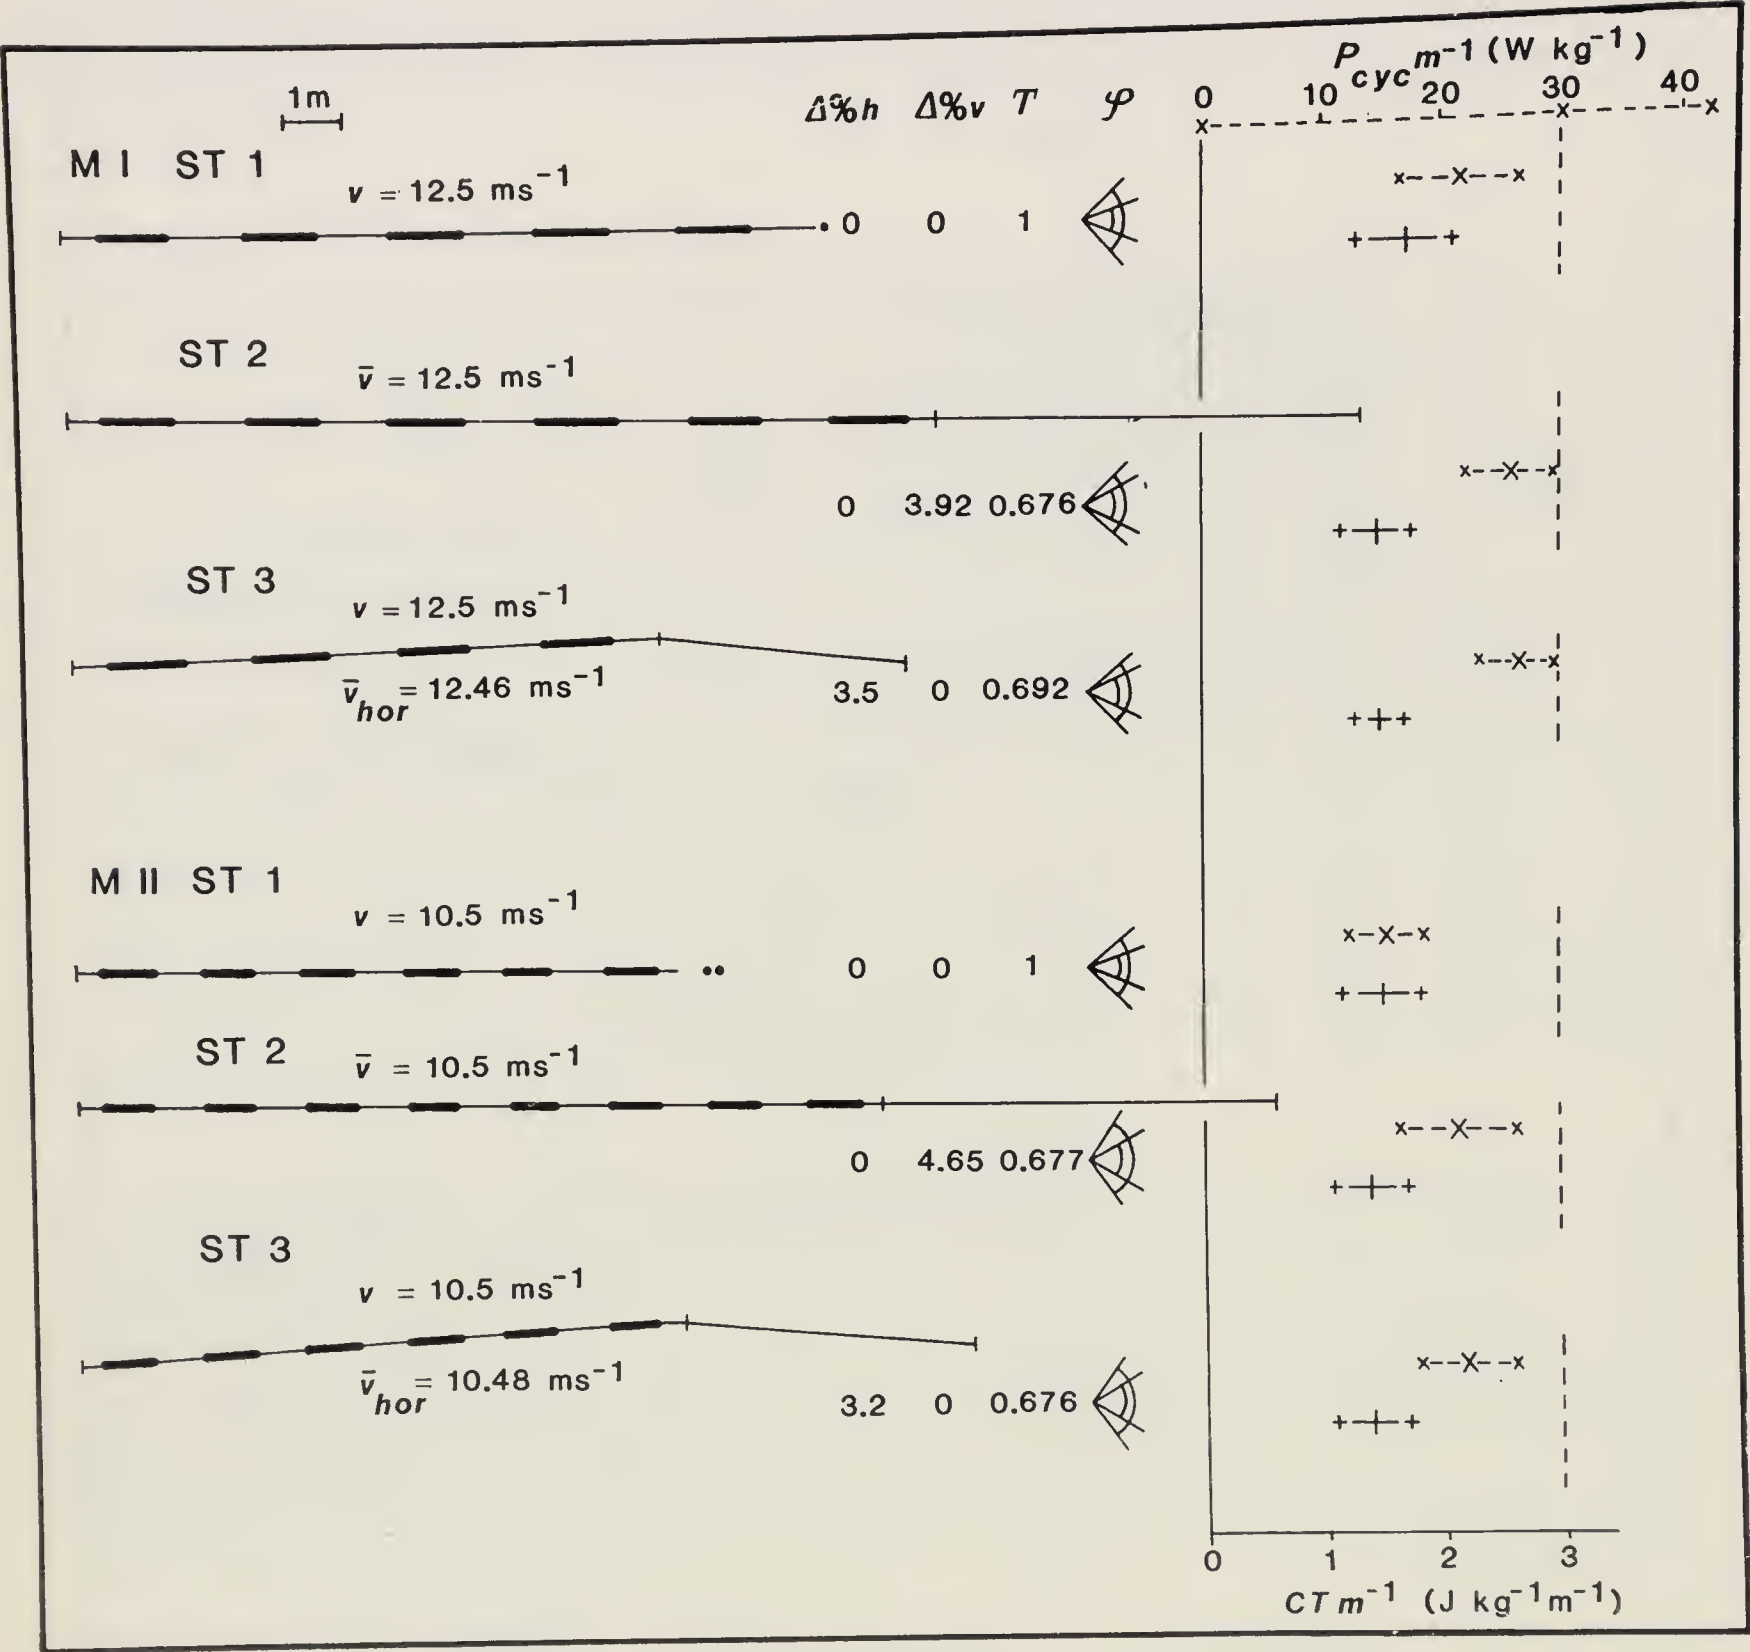 P_cyc m⁻¹ (W kg⁻¹)
1m
Δ%h Δ%v T φ 0 10 20 30 40
M I ST 1
v = 12.5 ms⁻¹
0 0 1
ST 2
v̄ = 12.5 ms⁻¹
0 3.92 0.676
ST 3
v = 12.5 ms⁻¹
v̄_hor = 12.46 ms⁻¹
3.5 0 0.692
M II ST 1
v = 10.5 ms⁻¹
0 0 1
ST 2
v̄ = 10.5 ms⁻¹
0 4.65 0.677
ST 3
v = 10.5 ms⁻¹
v̄_hor = 10.48 ms⁻¹
3.2 0 0.676
0 1 2 3
CT m⁻¹ (J kg⁻¹m⁻¹)